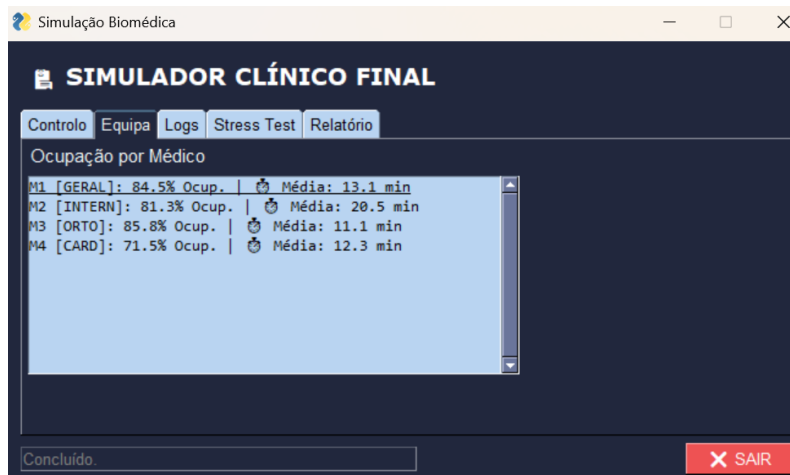 Simulação Biomédica
SIMULADOR CLÍNICO FINAL
Controlo Equipa Logs Stress Test Relatório
Ocupação por Médico
M1 [GERAL]: 84.5% Ocup. | ⏱ Média: 13.1 min
M2 [INTERN]: 81.3% Ocup. | ⏱ Média: 20.5 min
M3 [ORTO]: 85.8% Ocup. | ⏱ Média: 11.1 min
M4 [CARD]: 71.5% Ocup. | ⏱ Média: 12.3 min
Concluído.
❌ SAIR